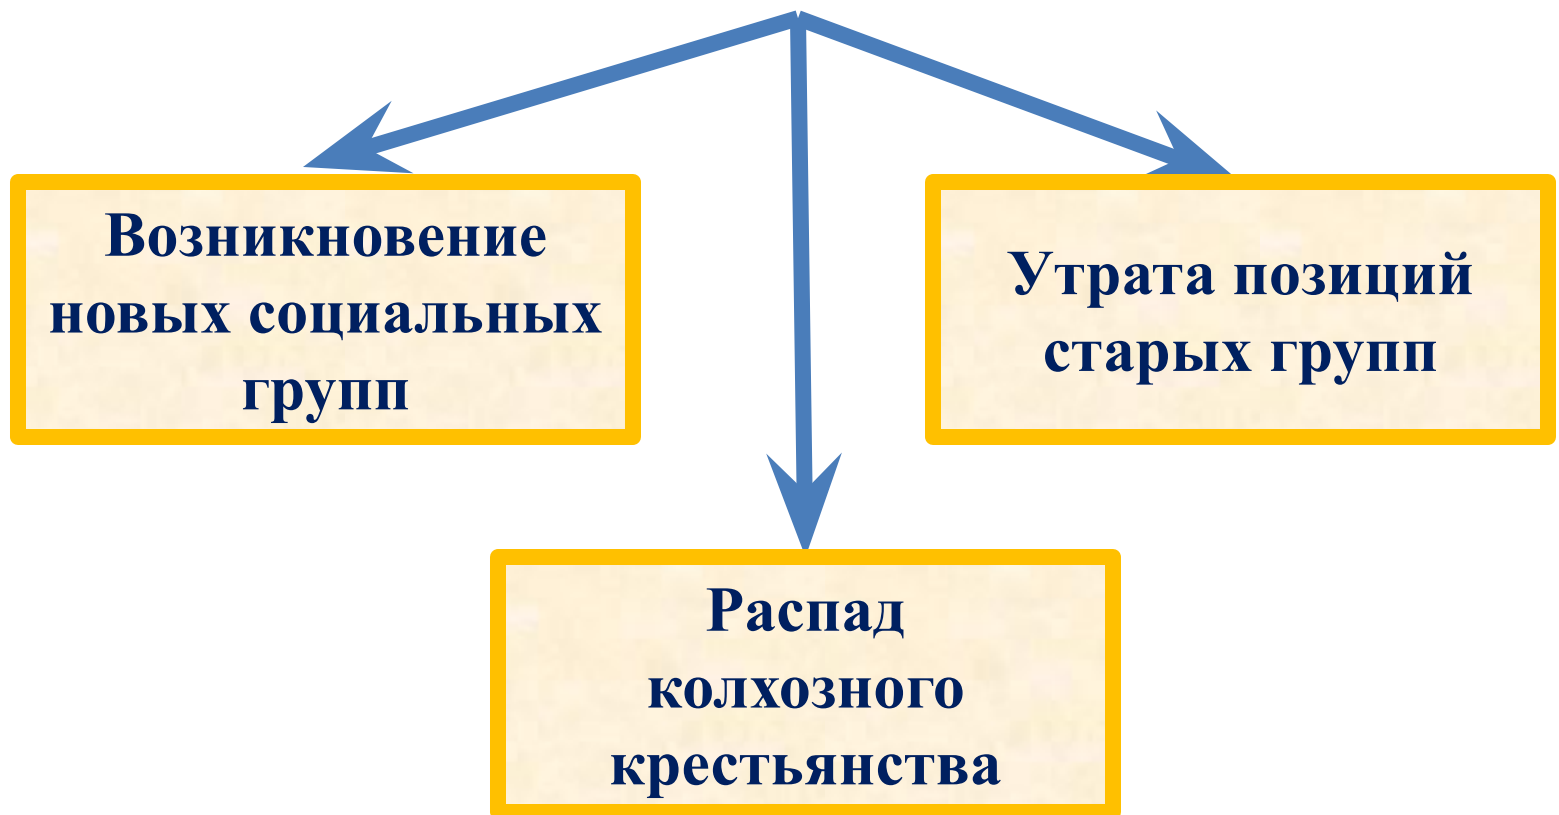 Возникновение
новых социальных
групп
Утрата позиций
старых групп
Распад
колхозного
крестьянства